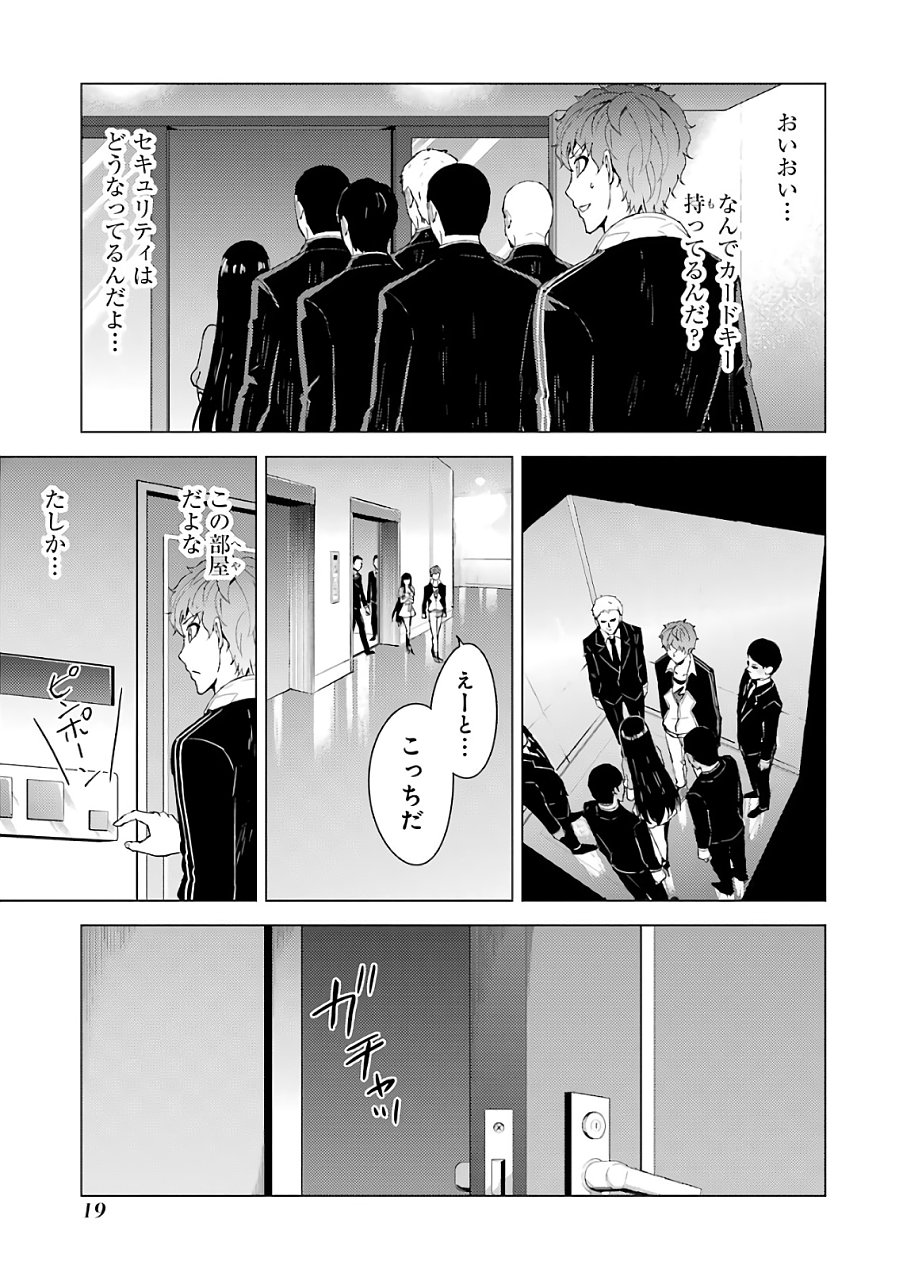 おいおい…
なんでカードキー
持ってるんだ？
セキュリティは
どうなってるんだよ…
えーと…
こっちだ
この部屋
だよな
たしか…
ピンポーン
ガチャッ
19